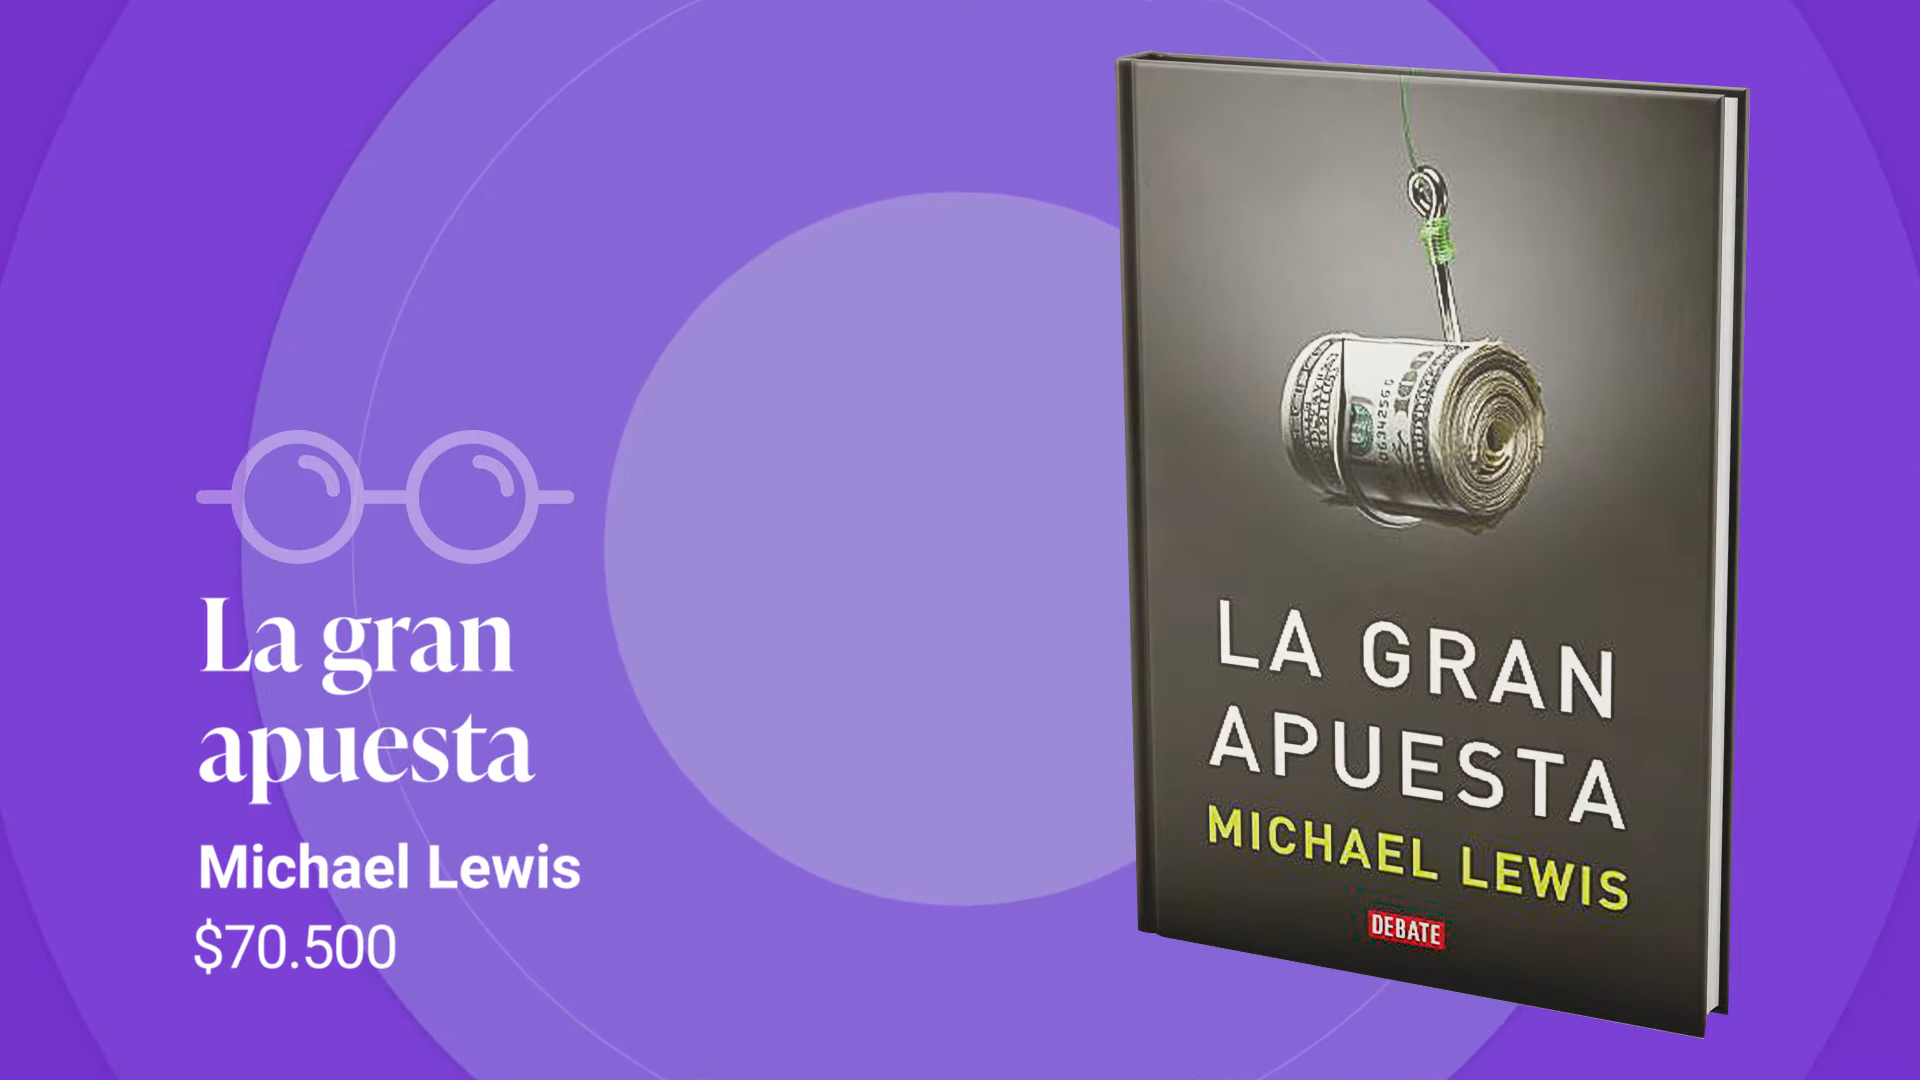 La gran
apuesta
Michael Lewis
$70.500
LA GRAN
APUESTA
MICHAEL LEWIS
DEBATE